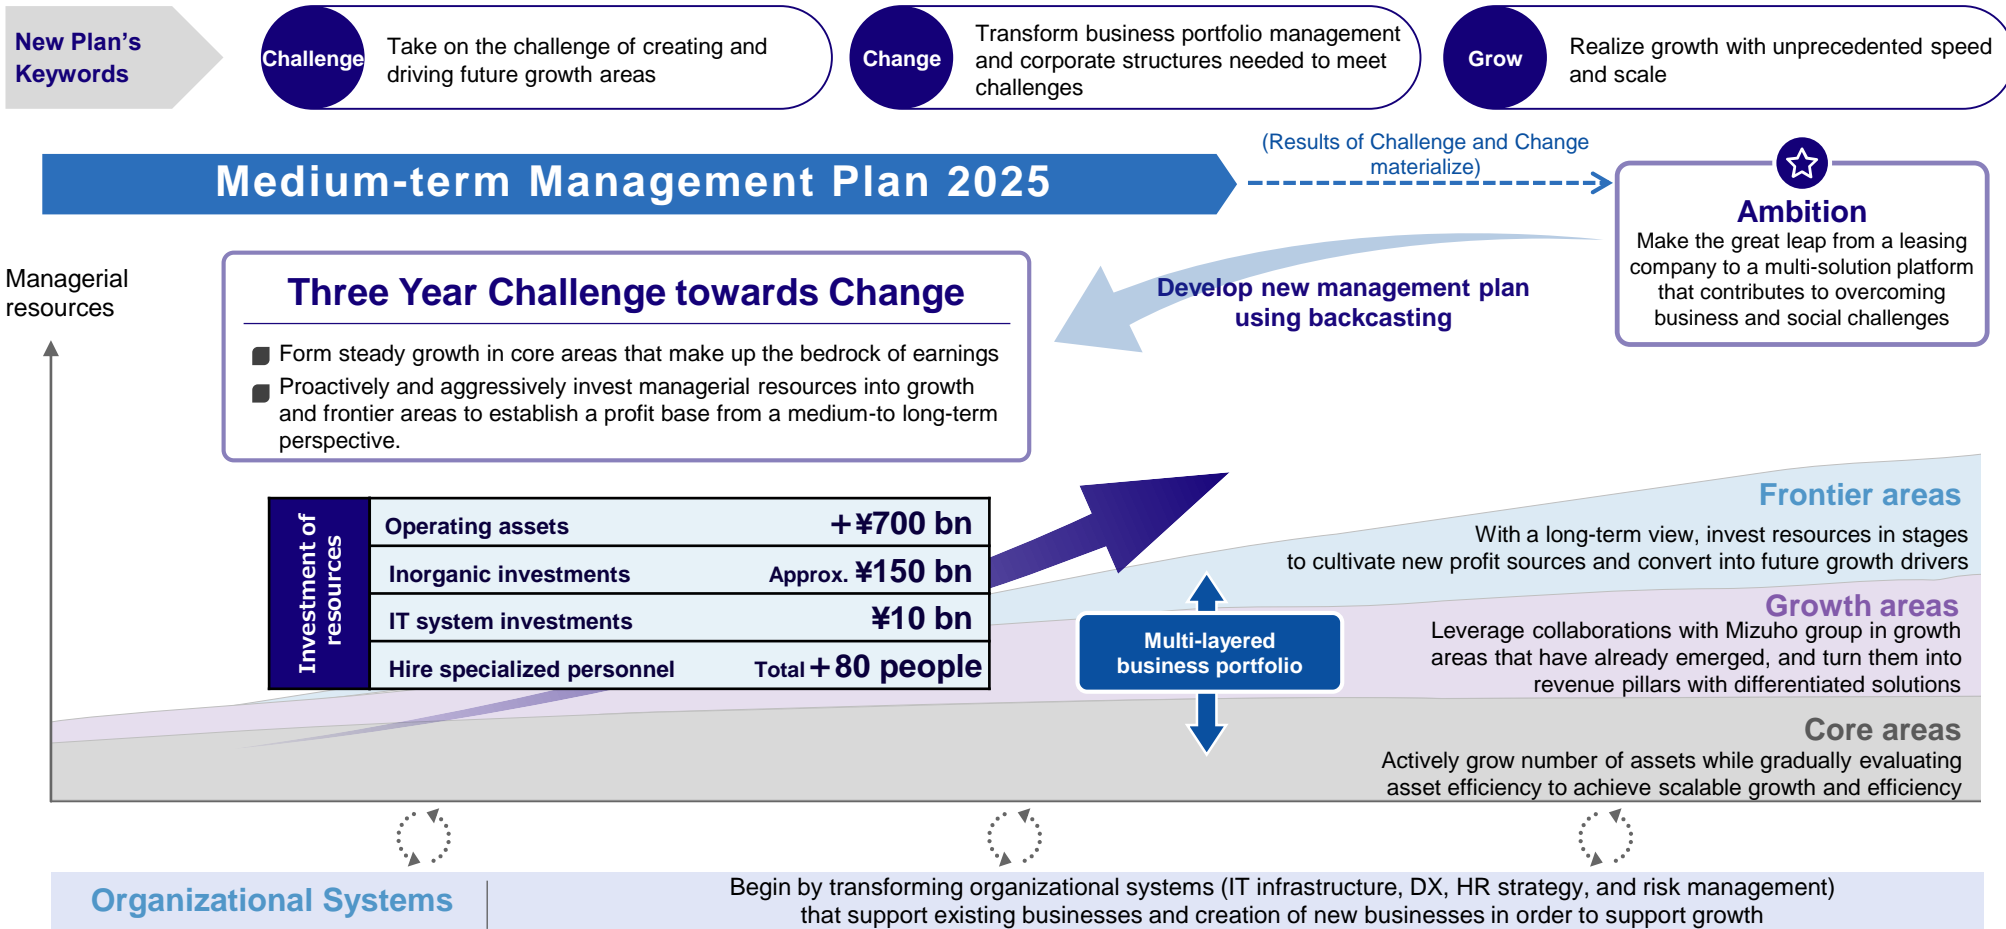 New Plan's
Keywords
Challenge
Take on the challenge of creating and
driving future growth areas
Change
Transform business portfolio management
and corporate structures needed to meet
challenges
Grow
Realize growth with unprecedented speed
and scale
Medium-term Management Plan 2025
(Results of Challenge and Change
materialize)
Ambition
Make the great leap from a leasing
company to a multi-solution platform
that contributes to overcoming
business and social challenges
Managerial
resources
Three Year Challenge towards Change
Form steady growth in core areas that make up the bedrock of earnings
Proactively and aggressively invest managerial resources into growth
and frontier areas to establish a profit base from a medium-to long-term
perspective.
Develop new management plan
using backcasting
Investment of
resources
Operating assets +¥700 bn
Inorganic investments Approx. ¥150 bn
IT system investments ¥10 bn
Hire specialized personnel Total +80 people
Frontier areas
With a long-term view, invest resources in stages
to cultivate new profit sources and convert into future growth drivers
Multi-layered
business portfolio
Growth areas
Leverage collaborations with Mizuho group in growth
areas that have already emerged, and turn them into
revenue pillars with differentiated solutions
Core areas
Actively grow number of assets while gradually evaluating
asset efficiency to achieve scalable growth and efficiency
Organizational Systems
Begin by transforming organizational systems (IT infrastructure, DX, HR strategy, and risk management)
that support existing businesses and creation of new businesses in order to support growth